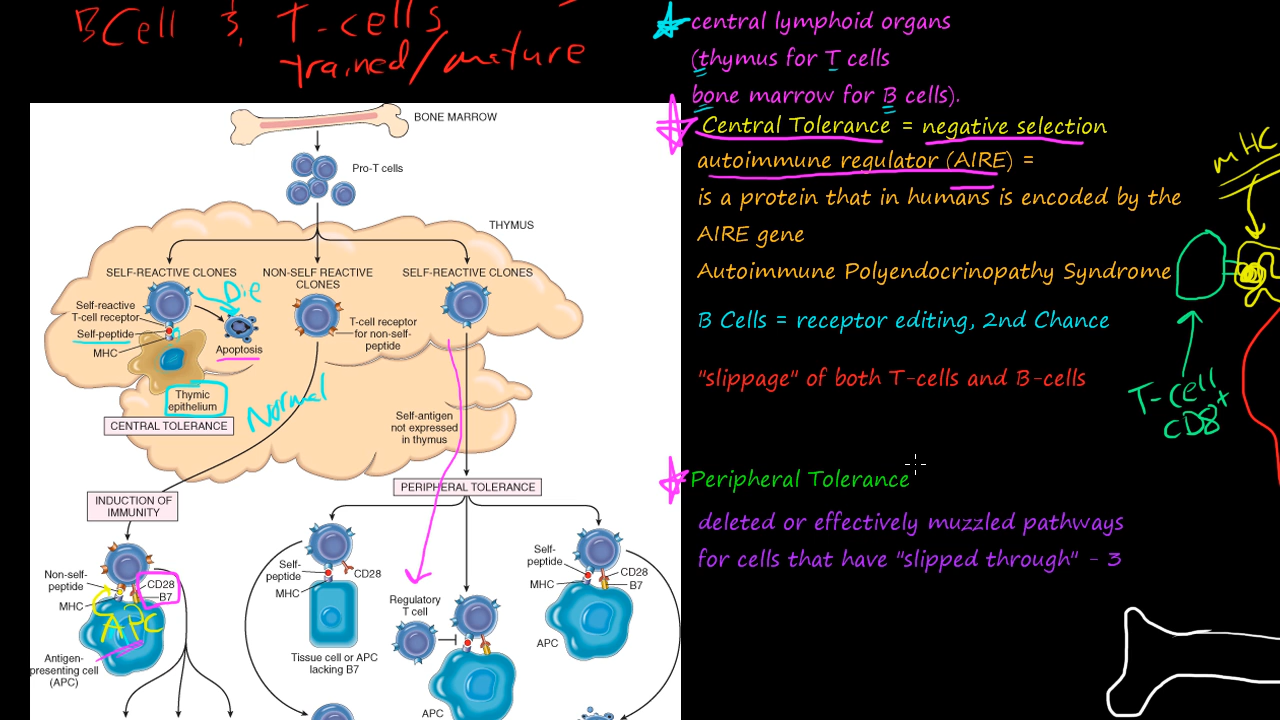 BCell & T-cells
trained/mature
central lymphoid organs
(thymus for T cells
bone marrow for B cells).
Central Tolerance = negative selection
autoimmune regulator (AIRE) =
is a protein that in humans is encoded by the
AIRE gene
Autoimmune Polyendocrinopathy Syndrome
B Cells = receptor editing, 2nd Chance
"slippage" of both T-cells and B-cells
Peripheral Tolerance
deleted or effectively muzzled pathways
for cells that have "slipped through" - 3
MHC
T-cell
CD8+
BONE MARROW
Pro-T cells
THYMUS
SELF-REACTIVE CLONES
NON-SELF REACTIVE
CLONES
SELF-REACTIVE CLONES
Die
Self-reactive
T-cell receptor
Self-peptide
MHC
Apoptosis
T-cell receptor
for non-self-
peptide
Thymic
epithelium
Normal
CENTRAL TOLERANCE
Self-antigen
not expressed
in thymus
INDUCTION OF
IMMUNITY
PERIPHERAL TOLERANCE
Non-self-
peptide
CD28
B7
MHC
APC
Antigen-
presenting cell
(APC)
Self-
peptide
CD28
MHC
Tissue cell or APC
lacking B7
Regulatory
T cell
APC
Self-
peptide
CD28
MHC
B7
APC